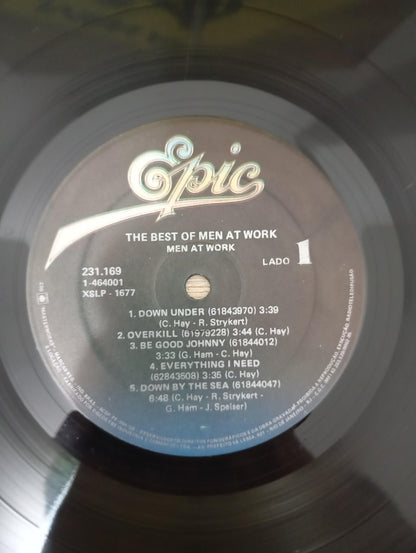 Epic
THE BEST OF MEN AT WORK
MEN AT WORK
231.169
1-464001
XSLP - 1677
LADO 1
1. DOWN UNDER (61843970) 3:39
(C. Hay - R. Strykert)
2. OVERKILL (61979228) 3:44 (C. Hay)
3. BE GOOD JOHNNY (61844012)
3:33 (G. Ham - C. Hay)
4. EVERYTHING I NEED
(62843508) 3:35 (C. Hay)
5. DOWN BY THE SEA (61844047)
6:48 (C. Hay - R. Strykert -
G. Ham - J. Speiser)